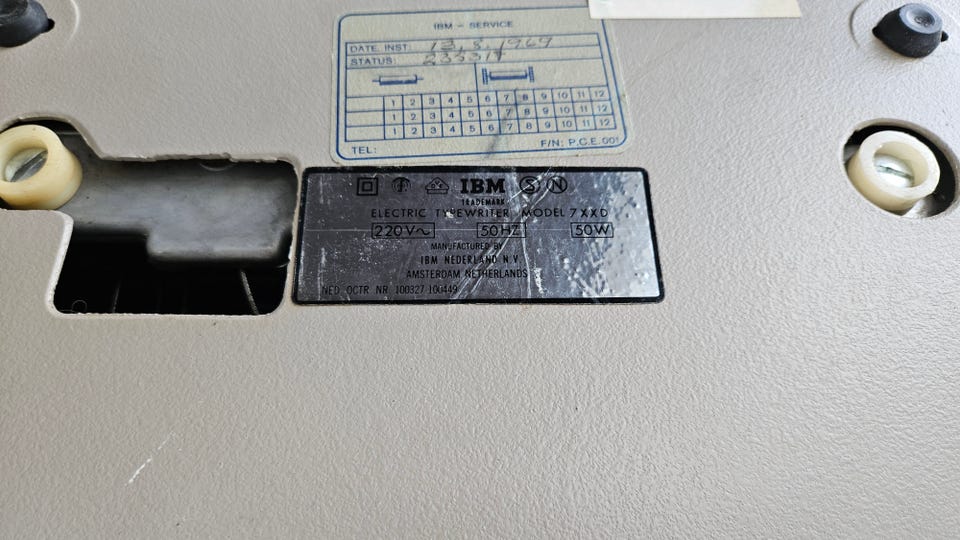 IBM – SERVICE
DATE. INST: 13.8.1969
STATUS:
1 2 3 4 5 6 7 8 9 10 11 12
1 2 3 4 5 6 7 8 9 10 11 12
1 2 3 4 5 6 7 8 9 10 11 12
TEL: F/N: P.C.E.001
IBM S N
TRADEMARK
ELECTRIC TYPEWRITER MODEL 7XXD
220V~ 50HZ 50W
MANUFACTURED BY
IBM NEDERLAND N.V.
AMSTERDAM NETHERLANDS
NED. OCTR. NR. 100327-106449